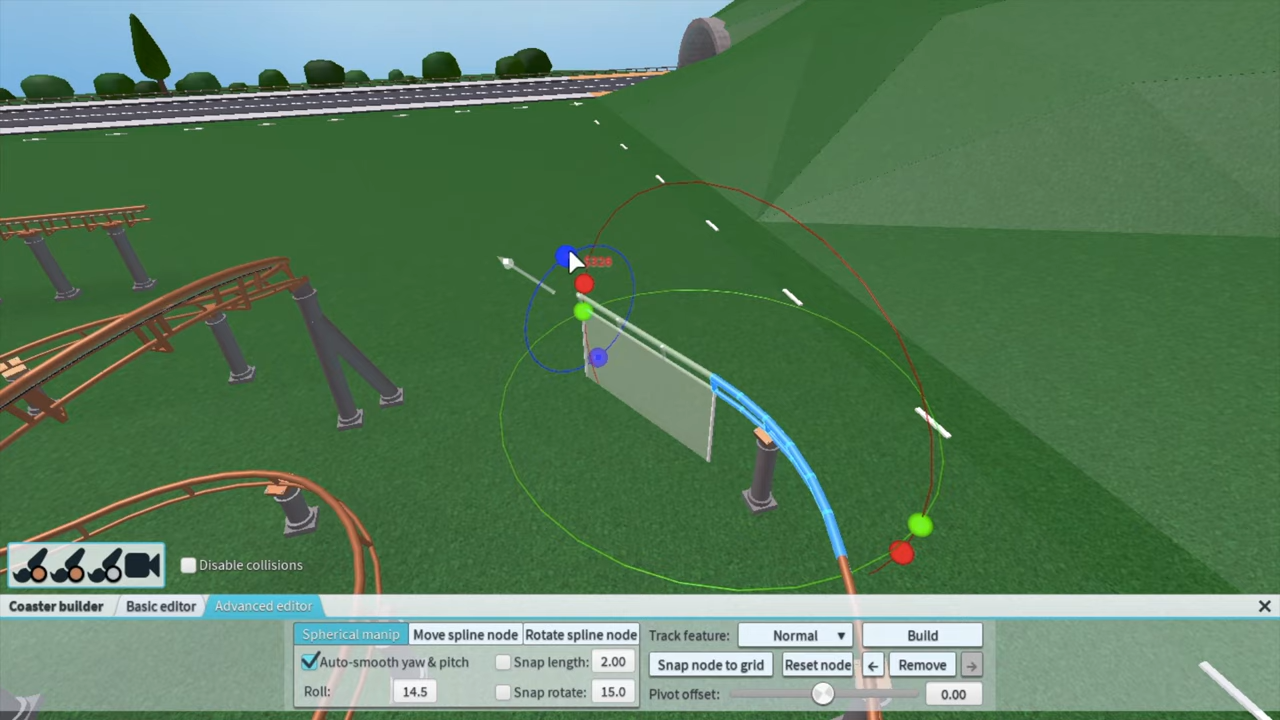 $320
Disable collisions
Coaster builder
Basic editor
Advanced editor
Spherical manip
Move spline node
Rotate spline node
Track feature:
Normal
Build
Auto-smooth yaw & pitch
Snap length:
2.00
Snap node to grid
Reset node
Remove
Roll:
14.5
Snap rotate:
15.0
Pivot offset:
0.00